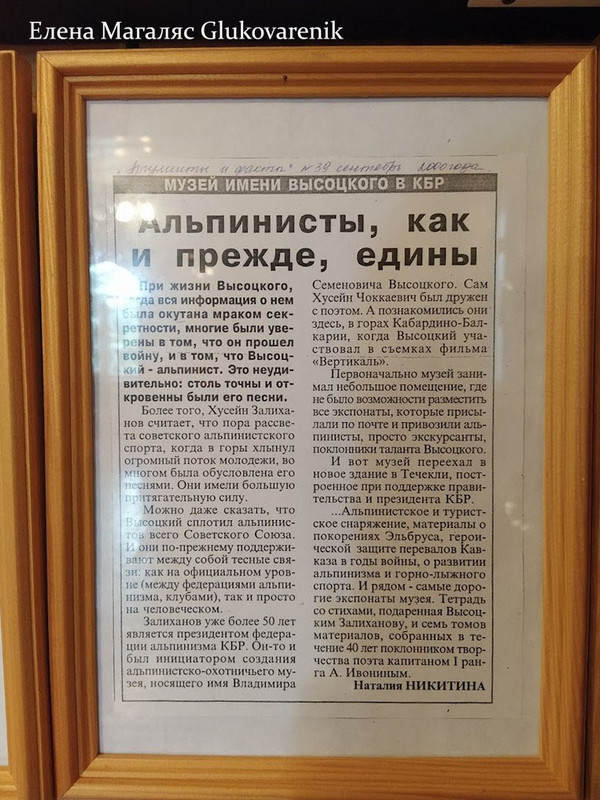 Елена Магаляс Glukovarenik
"Аргументы и факты" №39 сентябрь 2000 года
МУЗЕЙ ИМЕНИ ВЫСОЦКОГО В КБР
Альпинисты, как
и прежде, едины
При жизни Высоцкого,
когда вся информация о нем
была окутана мраком сек-
ретности, многие были уве-
рены в том, что он прошел
войну, и в том, что Высоц-
кий - альпинист. Это неуди-
вительно: столь точны и от-
кровенны были его песни.
Более того, Хусейн Залиха-
нов считает, что пора рассве-
та советского альпинистского
спорта, когда в горы хлынул
огромный поток молодежи, во
многом была обусловлена его
песнями. Они имели большую
притягательную силу.
Можно даже сказать, что
Высоцкий сплотил альпинис-
тов всего Советского Союза.
И они по-прежнему поддержи-
вают между собой тесные свя-
зи: как на официальном уров-
не (между федерациями альпи-
низма, клубами), так и просто
на человеческом.
Залиханов уже более 50 лет
является президентом федера-
ции альпинизма КБР. Он-то и
был инициатором создания
альпинистско-охотничьего му-
зея, носящего имя Владимира
Семеновича Высоцкого. Сам
Хусейн Чоккаевич был дружен
с поэтом. А познакомились они
здесь, в горах Кабардино-Бал-
карии, когда Высоцкий уча-
ствовал в съемках фильма
«Вертикаль».
Первоначально музей зани-
мал небольшое помещение, где
не было возможности разместить
все экспонаты, которые присы-
лали по почте и привозили аль-
пинисты, просто экскурсанты,
поклонники таланта Высоцкого.
И вот музей переехал в
новое здание в Течекли, пост-
роенное при поддержке прави-
тельства и президента КБР.
...Альпинистское и турист-
ское снаряжение, материалы о
покорениях Эльбруса, герои-
ческой защите перевалов Кав-
каза в годы войны, о развитии
альпинизма и горно-лыжного
спорта. И рядом - самые доро-
гие экспонаты музея. Тетрадь
со стихами, подаренная Высоц-
ким Залиханову, и семь томов
материалов, собранных в те-
чение 40 лет поклонником твор-
чества поэта капитаном I ран-
га А. Ивониным.
Наталия НИКИТИНА